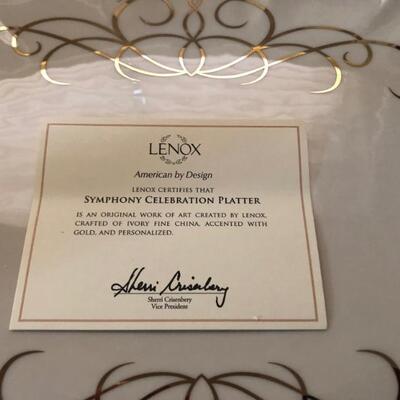 LENOX
American by Design
LENOX CERTIFIES THAT
SYMPHONY CELEBRATION PLATTER
IS AN ORIGINAL WORK OF ART CREATED BY LENOX,
CRAFTED OF IVORY FINE CHINA, ACCENTED WITH
GOLD, AND PERSONALIZED.
Sherri Crisenbery
Sherri Crisenbery
Vice President